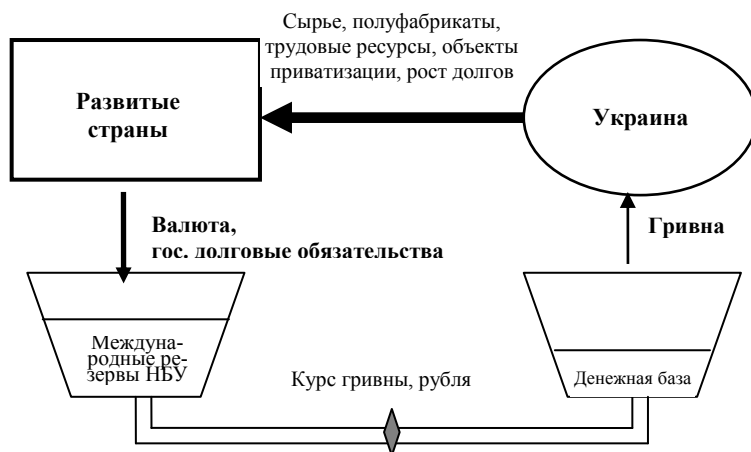 Сырье, полуфабрикаты,
трудовые ресурсы, объекты
приватизации, рост долгов
Развитые
страны
Украина
Валюта,
гос. долговые обязательства
Гривна
Междуна-
родные ре-
зервы НБУ
Курс гривны, рубля
Денежная база